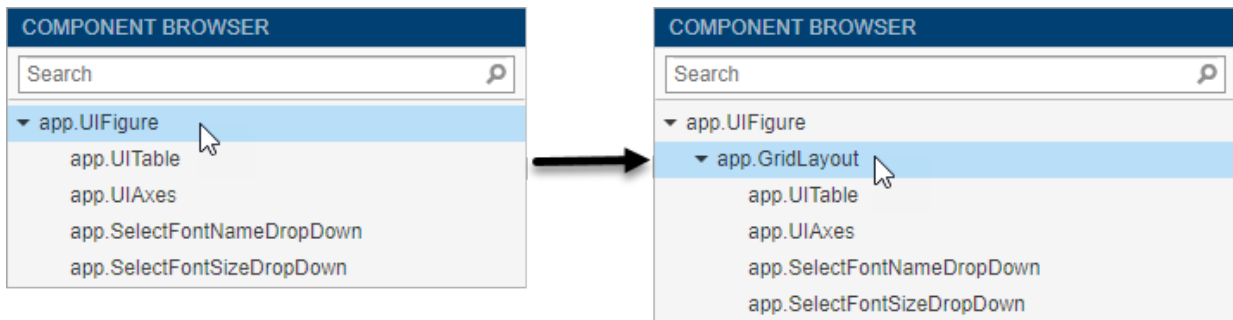 COMPONENT BROWSER
Search
app.UIFigure
app.UITable
app.UIAxes
app.SelectFontNameDropDown
app.SelectFontSizeDropDown
COMPONENT BROWSER
Search
app.UIFigure
app.GridLayout
app.UITable
app.UIAxes
app.SelectFontNameDropDown
app.SelectFontSizeDropDown